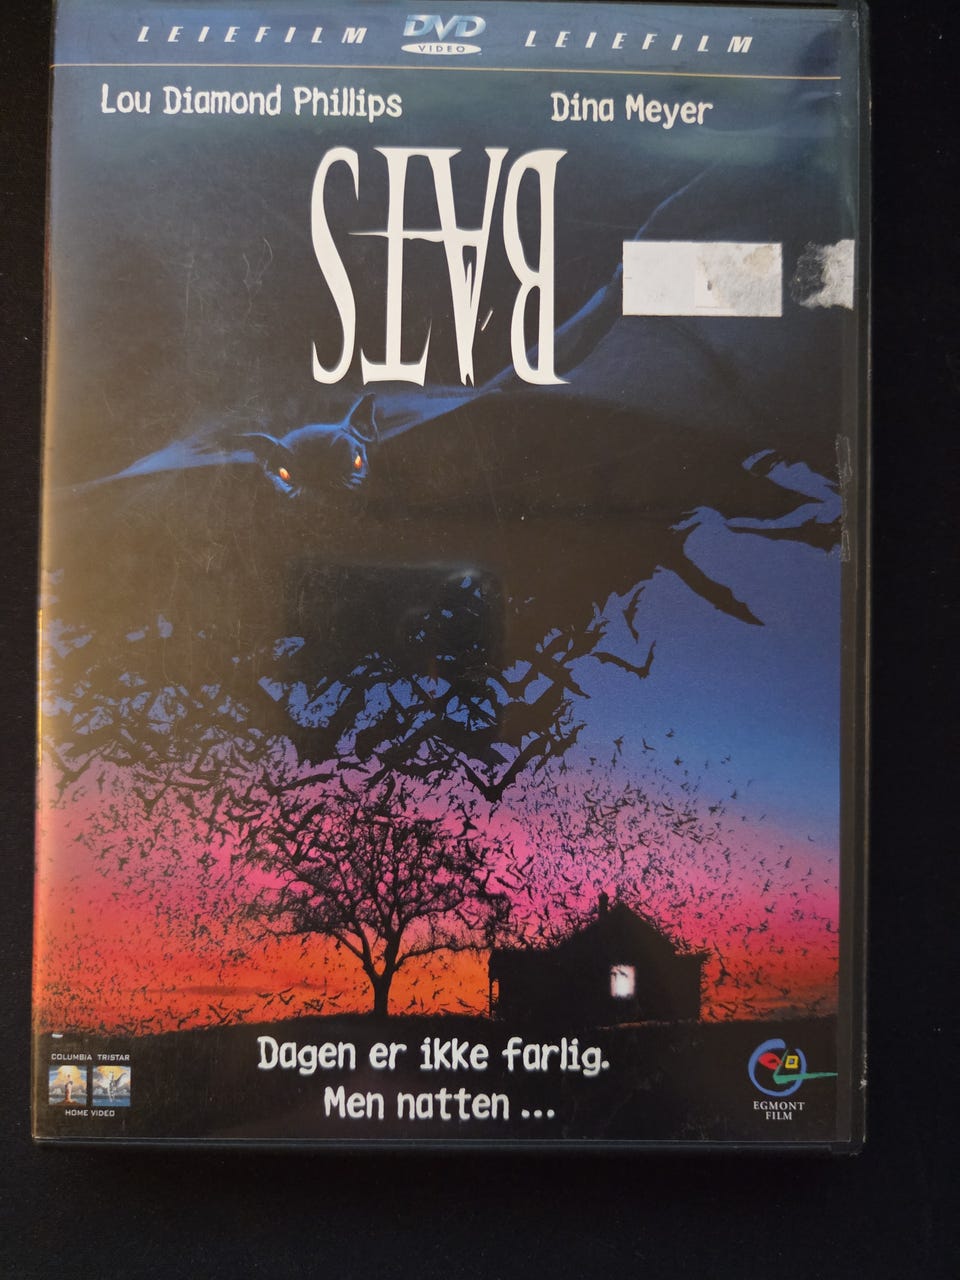 LEIEFILM DVD LEIEFILM
VIDEO
Lou Diamond Phillips Dina Meyer
BATS
Dagen er ikke farlig.
Men natten ...
COLUMBIA TRISTAR
HOME VIDEO
EGMONT
FILM